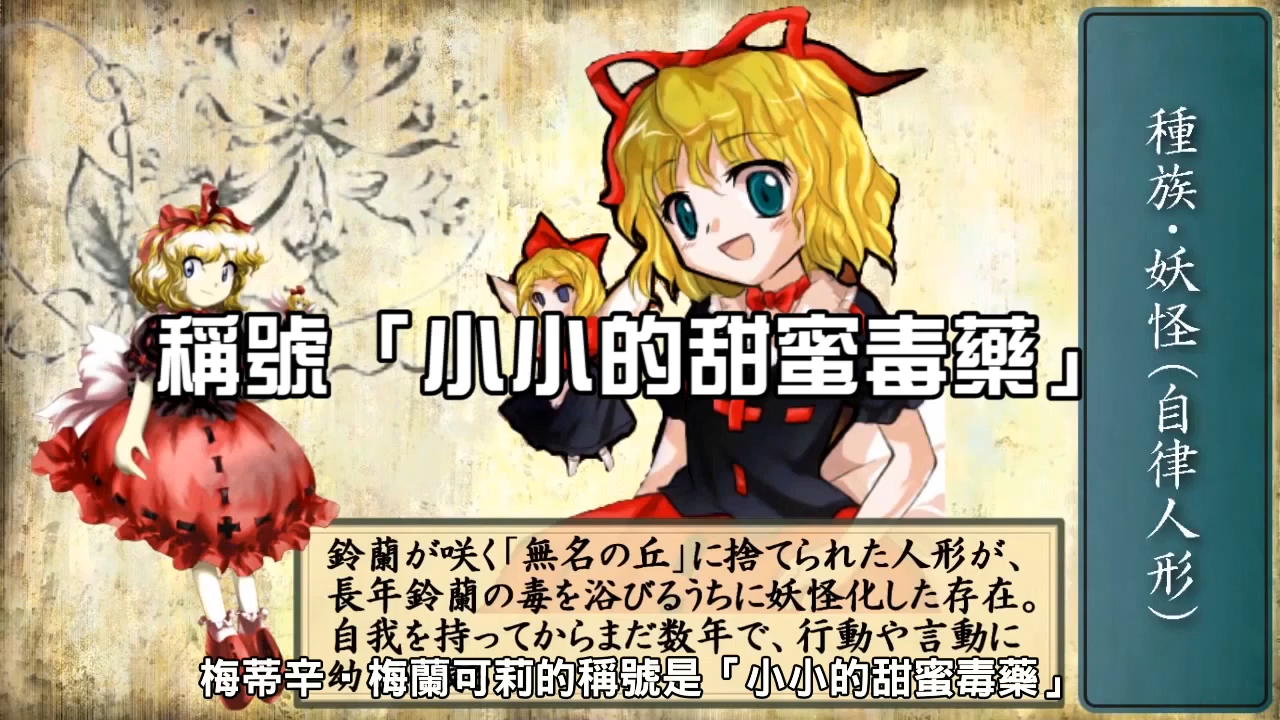 種族・妖怪(自律人形)
稱號「小小的甜蜜毒藥」
鈴蘭が咲く「無名の丘」に捨てられた人形が、
長年鈴蘭の毒を浴びるうちに妖怪化した存在。
自我を持ってからまだ数年で、行動や言動に
幼
梅蒂辛 梅蘭可莉的稱號是「小小的甜蜜毒藥」